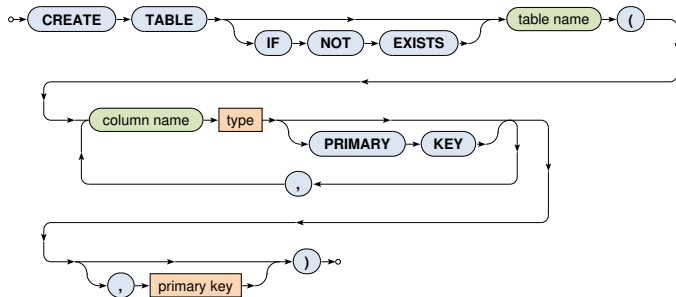 CREATE TABLE table name (
IF NOT EXISTS
column name type
PRIMARY KEY
,
)
, primary key